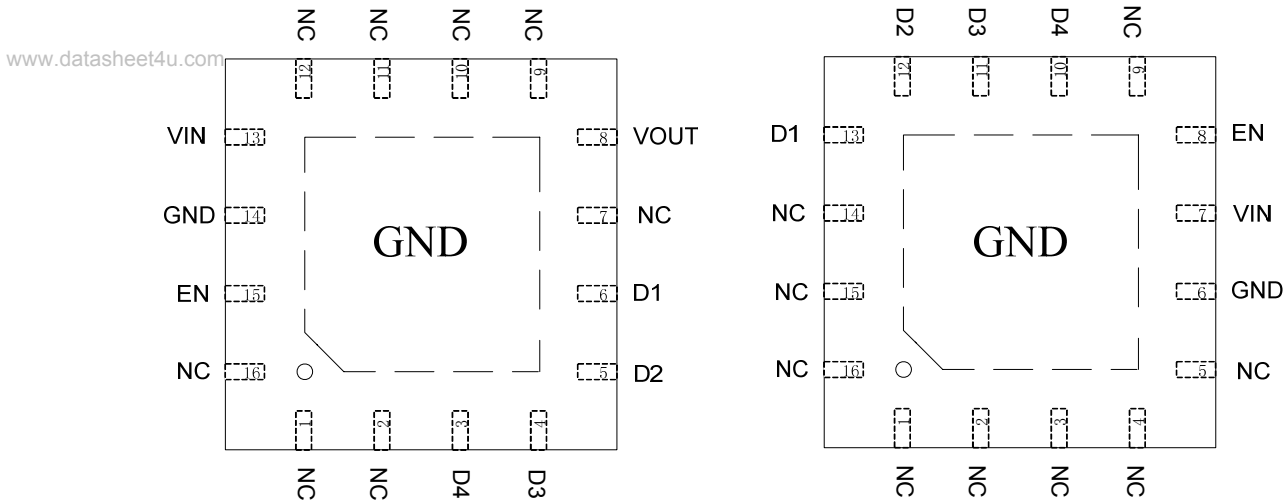 www.datasheet4u.com
NC NC NC NC
12 11 10 9
VIN 13 8 VOUT
GND 14 7 NC
GND
EN 15 6 D1
NC 16 5 D2
1 2 3 4
NC NC D4 D3
D2 D3 D4 NC
12 11 10 9
D1 13 8 EN
NC 14 7 VIN
GND
NC 15 6 GND
NC 16 5 NC
1 2 3 4
NC NC NC NC